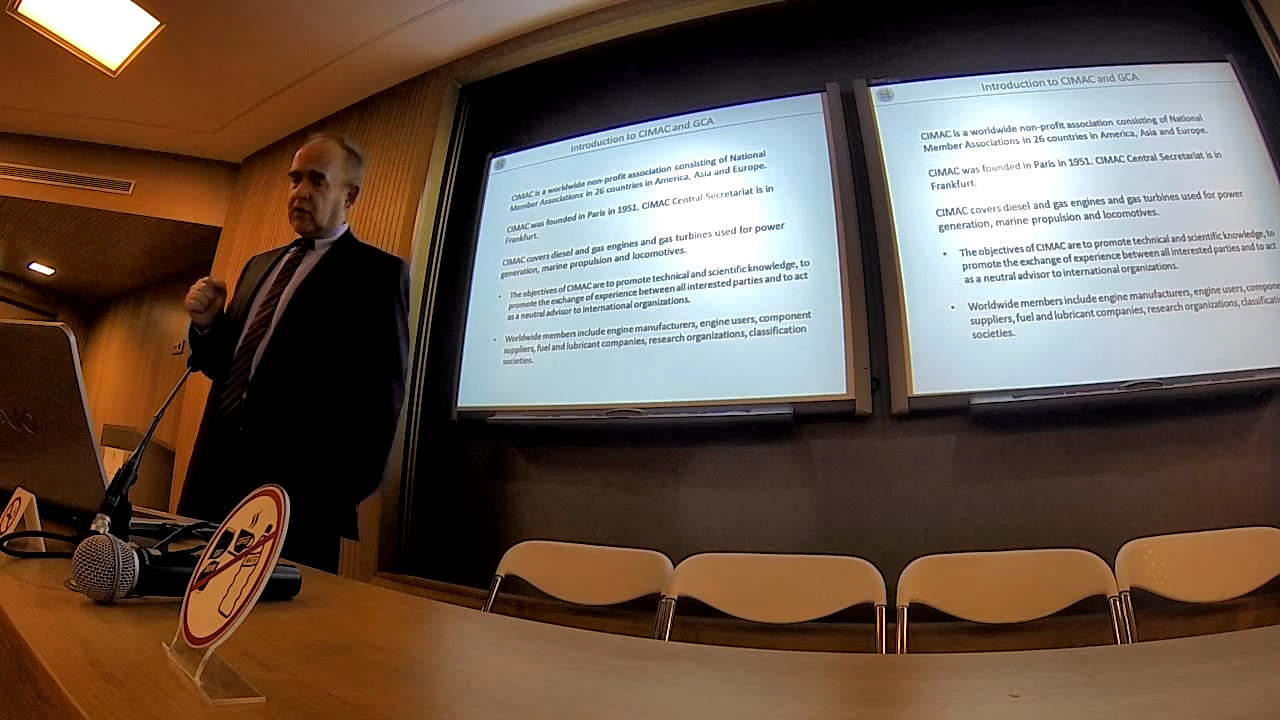 Introduction to CIMAC and GCA
CIMAC is a worldwide non-profit association consisting of National
Member Associations in 26 countries in America, Asia and Europe.
CIMAC was founded in Paris in 1951. CIMAC Central Secretariat is in
Frankfurt.
CIMAC covers diesel and gas engines and gas turbines used for power
generation, marine propulsion and locomotives.
• The objectives of CIMAC are to promote technical and scientific knowledge, to
promote the exchange of experience between all interested parties and to act
as a neutral advisor to international organizations.
• Worldwide members include engine manufacturers, engine users, component
suppliers, fuel and lubricant companies, research organizations, classification
societies.
Introduction to CIMAC and GCA
CIMAC is a worldwide non-profit association consisting of National
Member Associations in 26 countries in America, Asia and Europe.
CIMAC was founded in Paris in 1951. CIMAC Central Secretariat is in
Frankfurt.
CIMAC covers diesel and gas engines and gas turbines used for power
generation, marine propulsion and locomotives.
• The objectives of CIMAC are to promote technical and scientific knowledge, to
promote the exchange of experience between all interested parties and to act
as a neutral advisor to international organizations.
• Worldwide members include engine manufacturers, engine users, compone
suppliers, fuel and lubricant companies, research organizations, classificati
societies.
VAIO